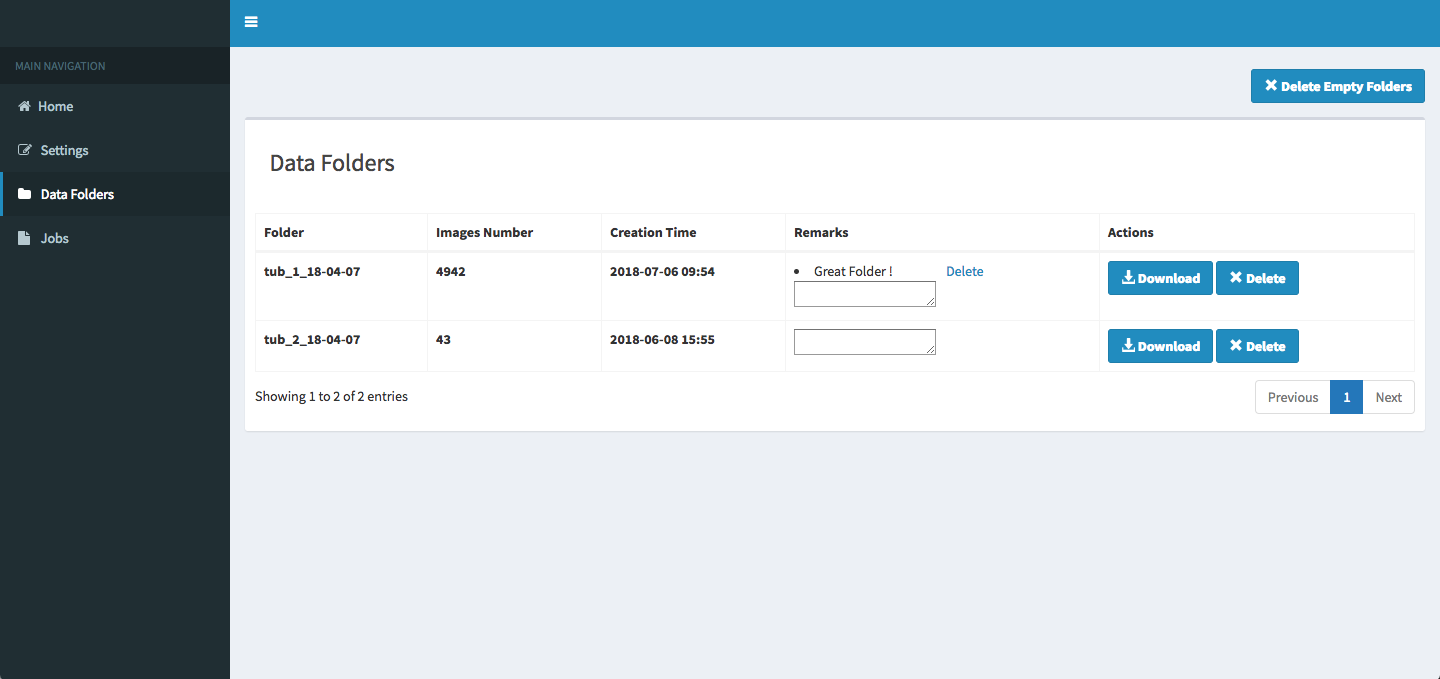 MAIN NAVIGATION
Home
Settings
Data Folders
Jobs
Delete Empty Folders
Data Folders
Folder Images Number Creation Time Remarks Actions
tub_1_18-04-07 4942 2018-07-06 09:54 Great Folder ! Delete Download Delete
tub_2_18-04-07 43 2018-06-08 15:55 Download Delete
Showing 1 to 2 of 2 entries Previous 1 Next